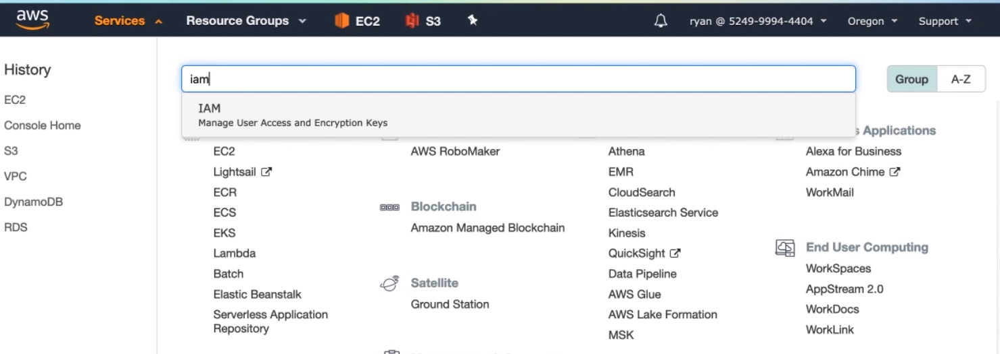 aws
Services
Resource Groups
EC2
S3
ryan @ 5249-9994-4404
Oregon
Support
History
EC2
Console Home
S3
VPC
DynamoDB
RDS
iam
Group
A-Z
IAM
Manage User Access and Encryption Keys
EC2
Lightsail
ECR
ECS
EKS
Lambda
Batch
Elastic Beanstalk
Serverless Application
Repository
AWS RoboMaker
Blockchain
Amazon Managed Blockchain
Satellite
Ground Station
Athena
EMR
CloudSearch
Elasticsearch Service
Kinesis
QuickSight
Data Pipeline
AWS Glue
AWS Lake Formation
MSK
Applications
Alexa for Business
Amazon Chime
WorkMail
End User Computing
WorkSpaces
AppStream 2.0
WorkDocs
WorkLink